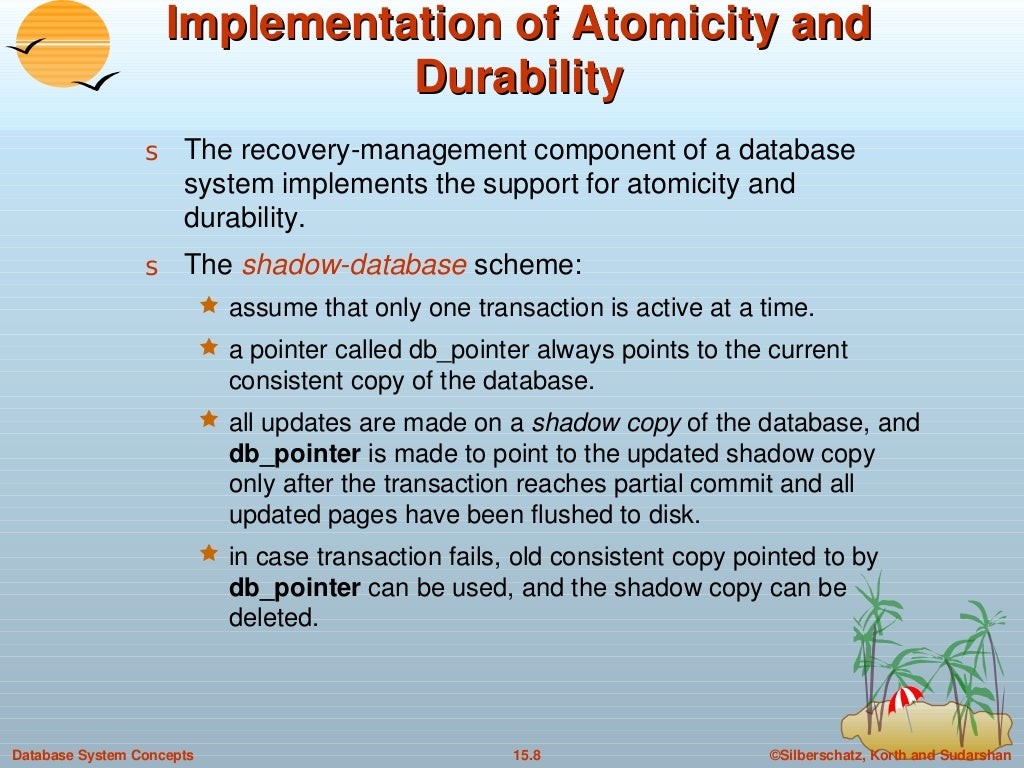 Implementation of Atomicity and
Durability
s The recovery-management component of a database
system implements the support for atomicity and
durability.
s The shadow-database scheme:
assume that only one transaction is active at a time.
a pointer called db_pointer always points to the current
consistent copy of the database.
all updates are made on a shadow copy of the database, and
db_pointer is made to point to the updated shadow copy
only after the transaction reaches partial commit and all
updated pages have been flushed to disk.
in case transaction fails, old consistent copy pointed to by
db_pointer can be used, and the shadow copy can be
deleted.
Database System Concepts 15.8 ©Silberschatz, Korth and Sudarshan